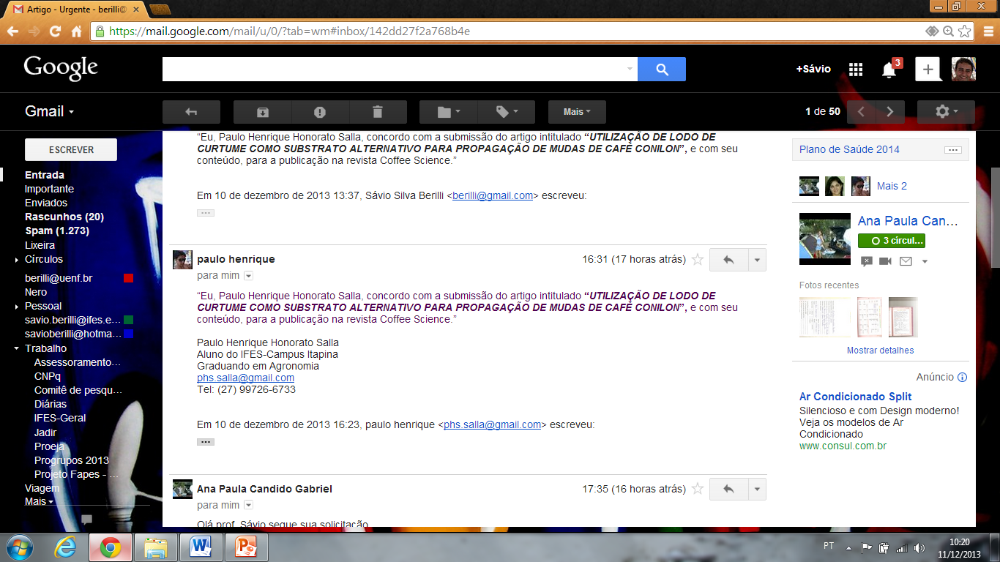 Artigo - Urgente - berilli@
https://mail.google.com/mail/u/0/?tab=wm#inbox/142dd27f2a768b4e
Google
+Sávio
3
Gmail
Mais
1 de 50
ESCREVER
Entrada
Importante
Enviados
Rascunhos (20)
Spam (1.273)
Lixeira
Círculos
berilli@uenf.br
Nero
Pessoal
savio.berilli@ifes.e...
savioberilli@hotma...
Trabalho
Assessoramento...
CNPq
Comitê de pesqu...
Diárias
IFES-Geral
Jadir
Proeja
Progrupos 2013
Projeto Fapes - ...
Viagem
Mais
“Eu, Paulo Henrique Honorato Salla, concordo com a submissão do artigo intitulado “UTILIZAÇÃO DE LODO DE
CURTUME COMO SUBSTRATO ALTERNATIVO PARA PROPAGAÇÃO DE MUDAS DE CAFÉ CONILON”, e com seu
conteúdo, para a publicação na revista Coffee Science.”
Em 10 de dezembro de 2013 13:37, Sávio Silva Berilli <berilli@gmail.com> escreveu:
paulo henrique
16:31 (17 horas atrás)
para mim
“Eu, Paulo Henrique Honorato Salla, concordo com a submissão do artigo intitulado “UTILIZAÇÃO DE LODO DE
CURTUME COMO SUBSTRATO ALTERNATIVO PARA PROPAGAÇÃO DE MUDAS DE CAFÉ CONILON”, e com seu
conteúdo, para a publicação na revista Coffee Science.”
Paulo Henrique Honorato Salla
Aluno do IFES-Campus Itapina
Graduando em Agronomia
phs.salla@gmail.com
Tel: (27) 99726-6733
Em 10 de dezembro de 2013 16:23, paulo henrique <phs.salla@gmail.com> escreveu:
Ana Paula Candido Gabriel
17:35 (16 horas atrás)
para mim
Olá prof. Sávio segue sua solicitação
Plano de Saúde 2014
Mais 2
Ana Paula Can...
3 círcul...
Fotos recentes
Mostrar detalhes
Anúncio
Ar Condicionado Split
Silencioso e com Design moderno!
Veja os modelos de Ar
Condicionado
www.consul.com.br
PT
10:20
11/12/2013